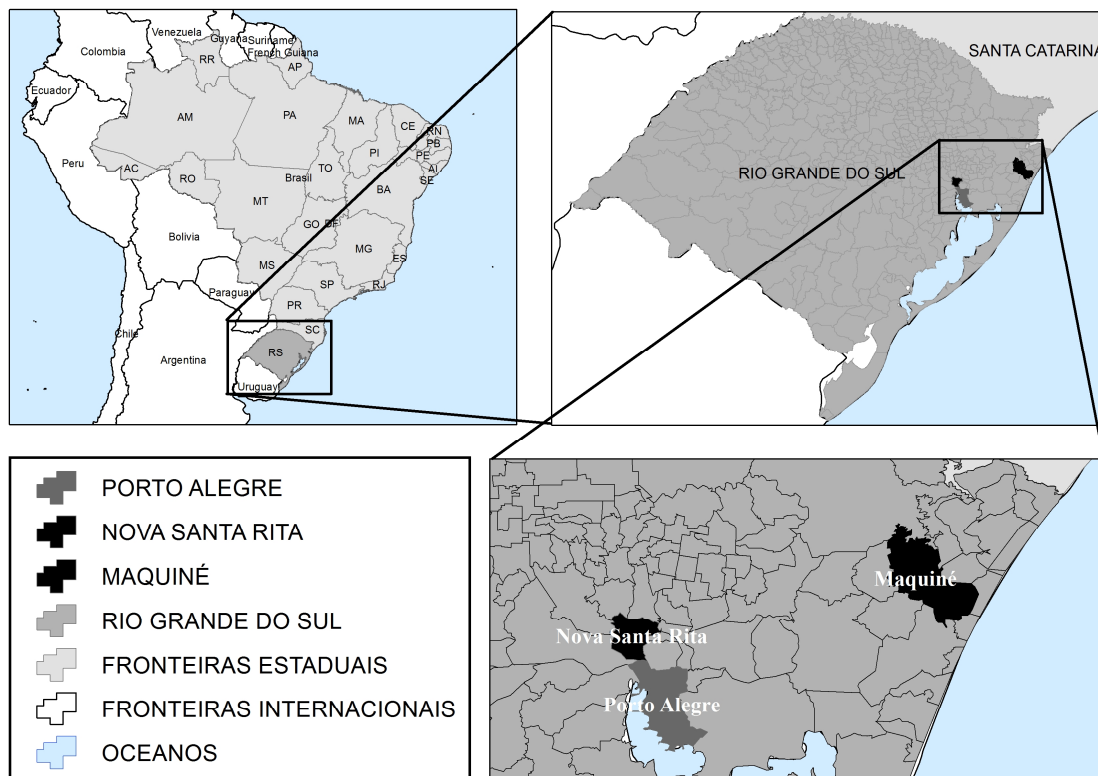 Venezuela
Colombia
Guyana
Suriname
French Guiana
RR
AP
Ecuador
AM
PA
MA
CE
RN
PB
Peru
AC
RO
TO
PI
PE
Al
SE
Brasil
BA
MT
Bolivia
GO
DF
MG
MS
ES
Paraguay
SP
RJ
PR
SC
Chile
Argentina
RS
Uruguay
SANTA CATARINA
RIO GRANDE DO SUL
PORTO ALEGRE
NOVA SANTA RITA
MAQUINÉ
RIO GRANDE DO SUL
FRONTEIRAS ESTADUAIS
FRONTEIRAS INTERNACIONAIS
OCEANOS
Maquiné
Nova Santa Rita
Porto Alegre